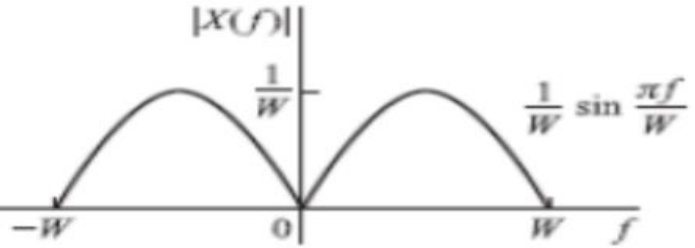 |X(f)|
1/W
1/W sin πf/W
−W 0 W f